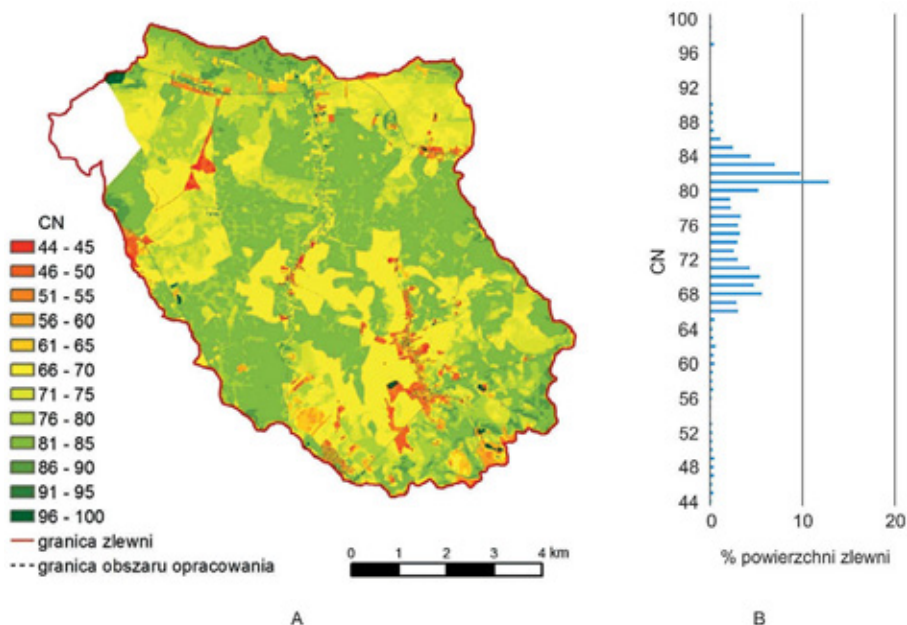 CN
44 - 45
46 - 50
51 - 55
56 - 60
61 - 65
66 - 70
71 - 75
76 - 80
81 - 85
86 - 90
91 - 95
96 - 100
granica zlewni
granica obszaru opracowania
0 1 2 3 4 km
A
100
96
92
88
84
80
76
72
68
64
60
56
52
48
44
CN
0 10 20
% powierzchni zlewni
B